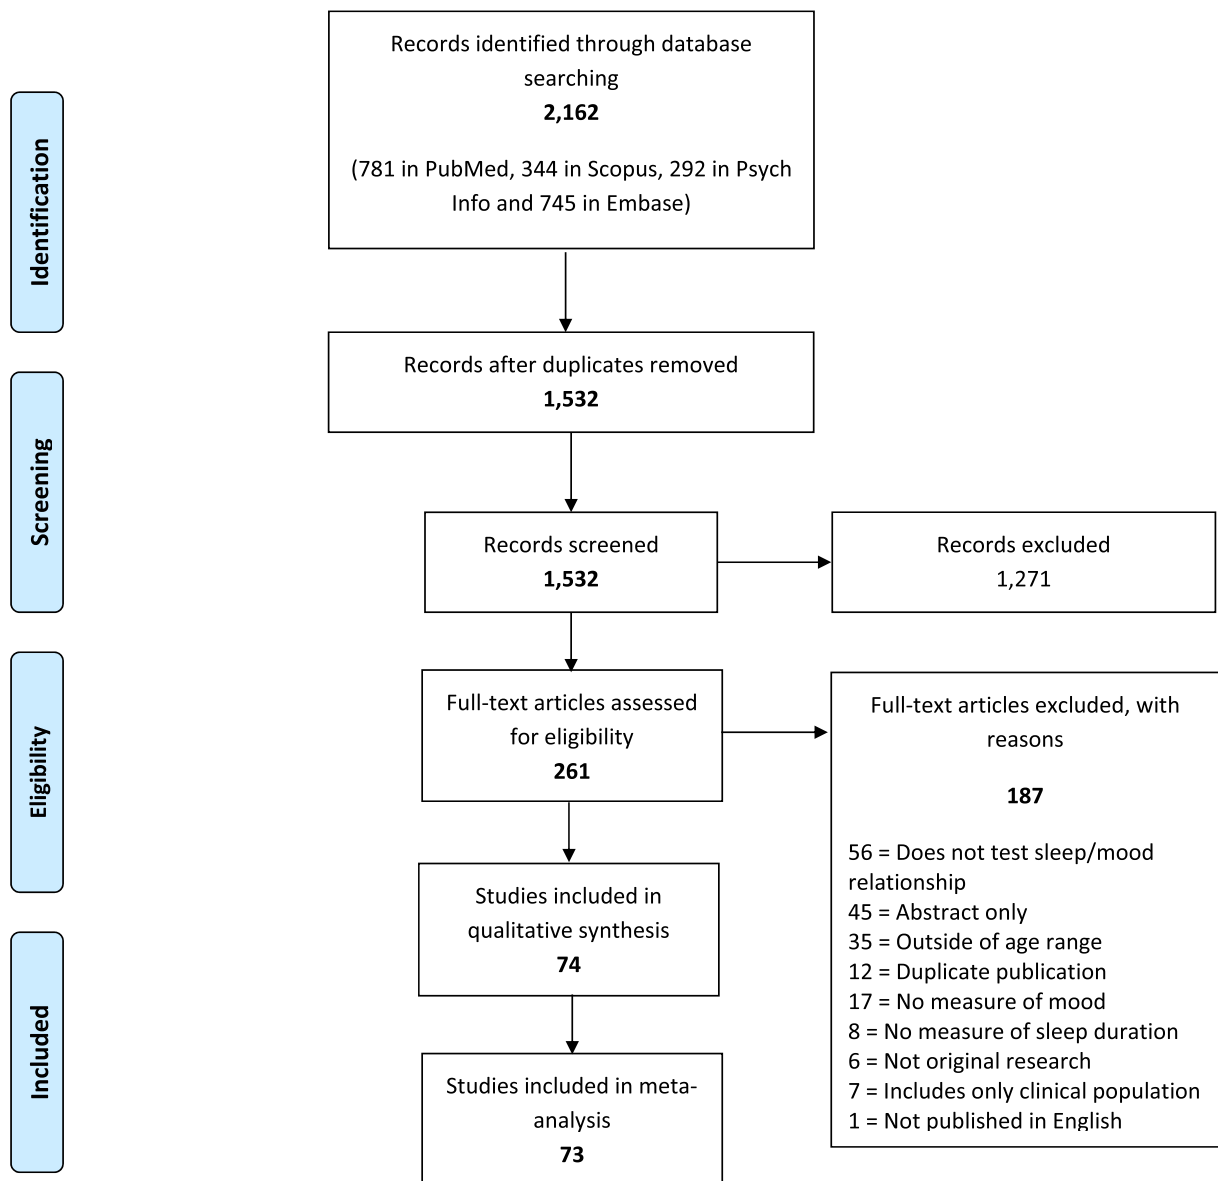 Identification
Records identified through database
searching
2,162
(781 in PubMed, 344 in Scopus, 292 in Psych
Info and 745 in Embase)
Screening
Records after duplicates removed
1,532
Records screened
1,532
Records excluded
1,271
Eligibility
Full-text articles assessed
for eligibility
261
Full-text articles excluded, with
reasons
187
56 = Does not test sleep/mood
relationship
45 = Abstract only
35 = Outside of age range
12 = Duplicate publication
17 = No measure of mood
8 = No measure of sleep duration
6 = Not original research
7 = Includes only clinical population
1 = Not published in English
Studies included in
qualitative synthesis
74
Included
Studies included in meta-
analysis
73